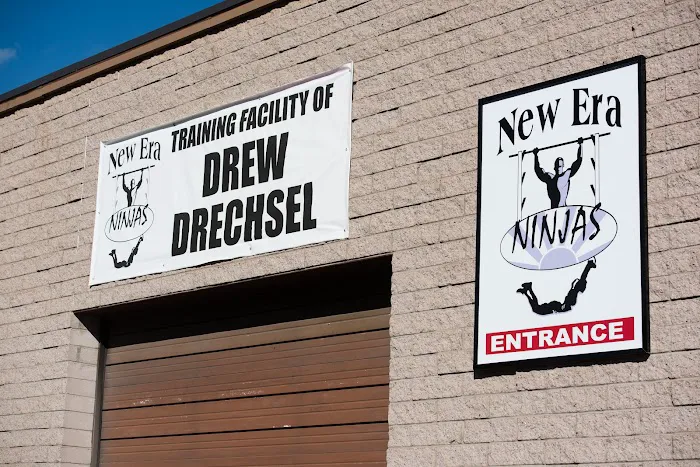 New Era
NINJAS
TRAINING FACILITY OF
DREW
DRECHSEL
New Era
NINJAS
ENTRANCE